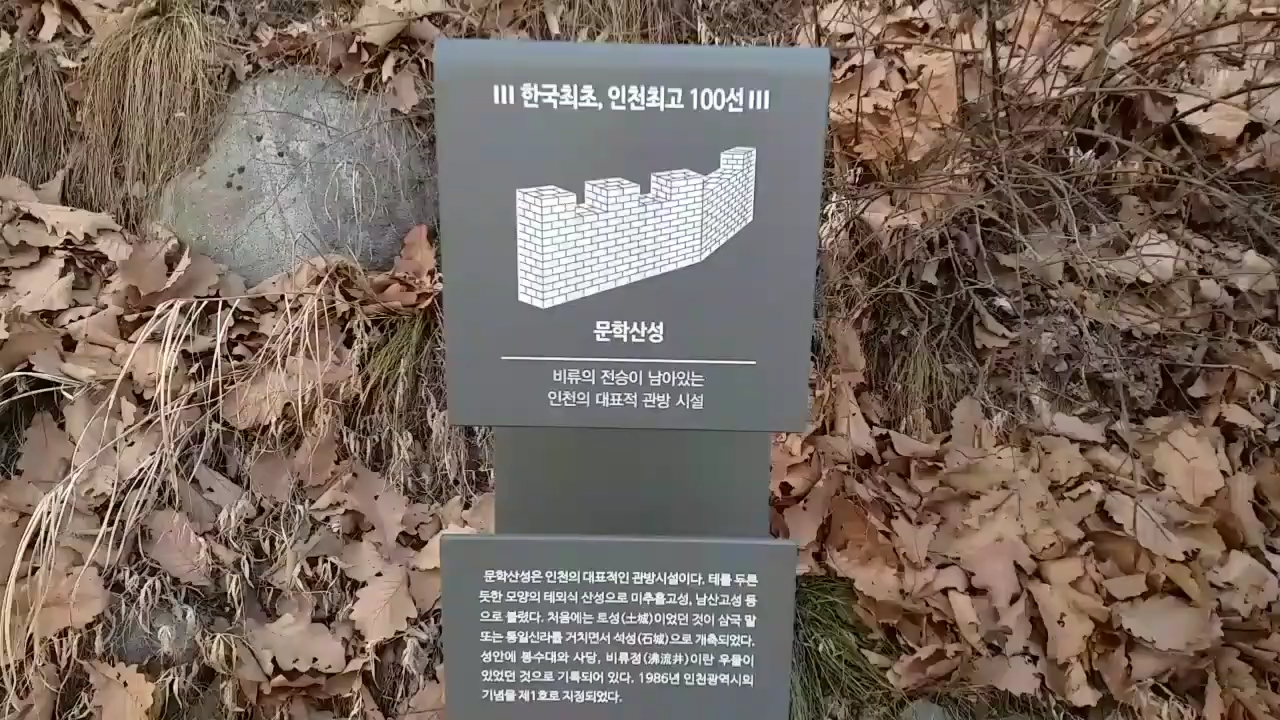 한국최초, 인천최고 100선
문학산성
비류의 전승이 남아있는
인천의 대표적 관방 시설
문학산성은 인천의 대표적인 관방시설이다. 테를 두른
듯한 모양의 테뫼식 산성으로 미추홀고성, 남산고성 등
으로 불렸다. 처음에는 토성(土城)이었던 것이 삼국 말
또는 통일신라를 거치면서 석성(石城)으로 개축되었다.
성안에 봉수대와 사당, 비류정(沸流井)이란 우물이
있었던 것으로 기록되어 있다. 1986년 인천광역시의
기념물 제1호로 지정되었다.